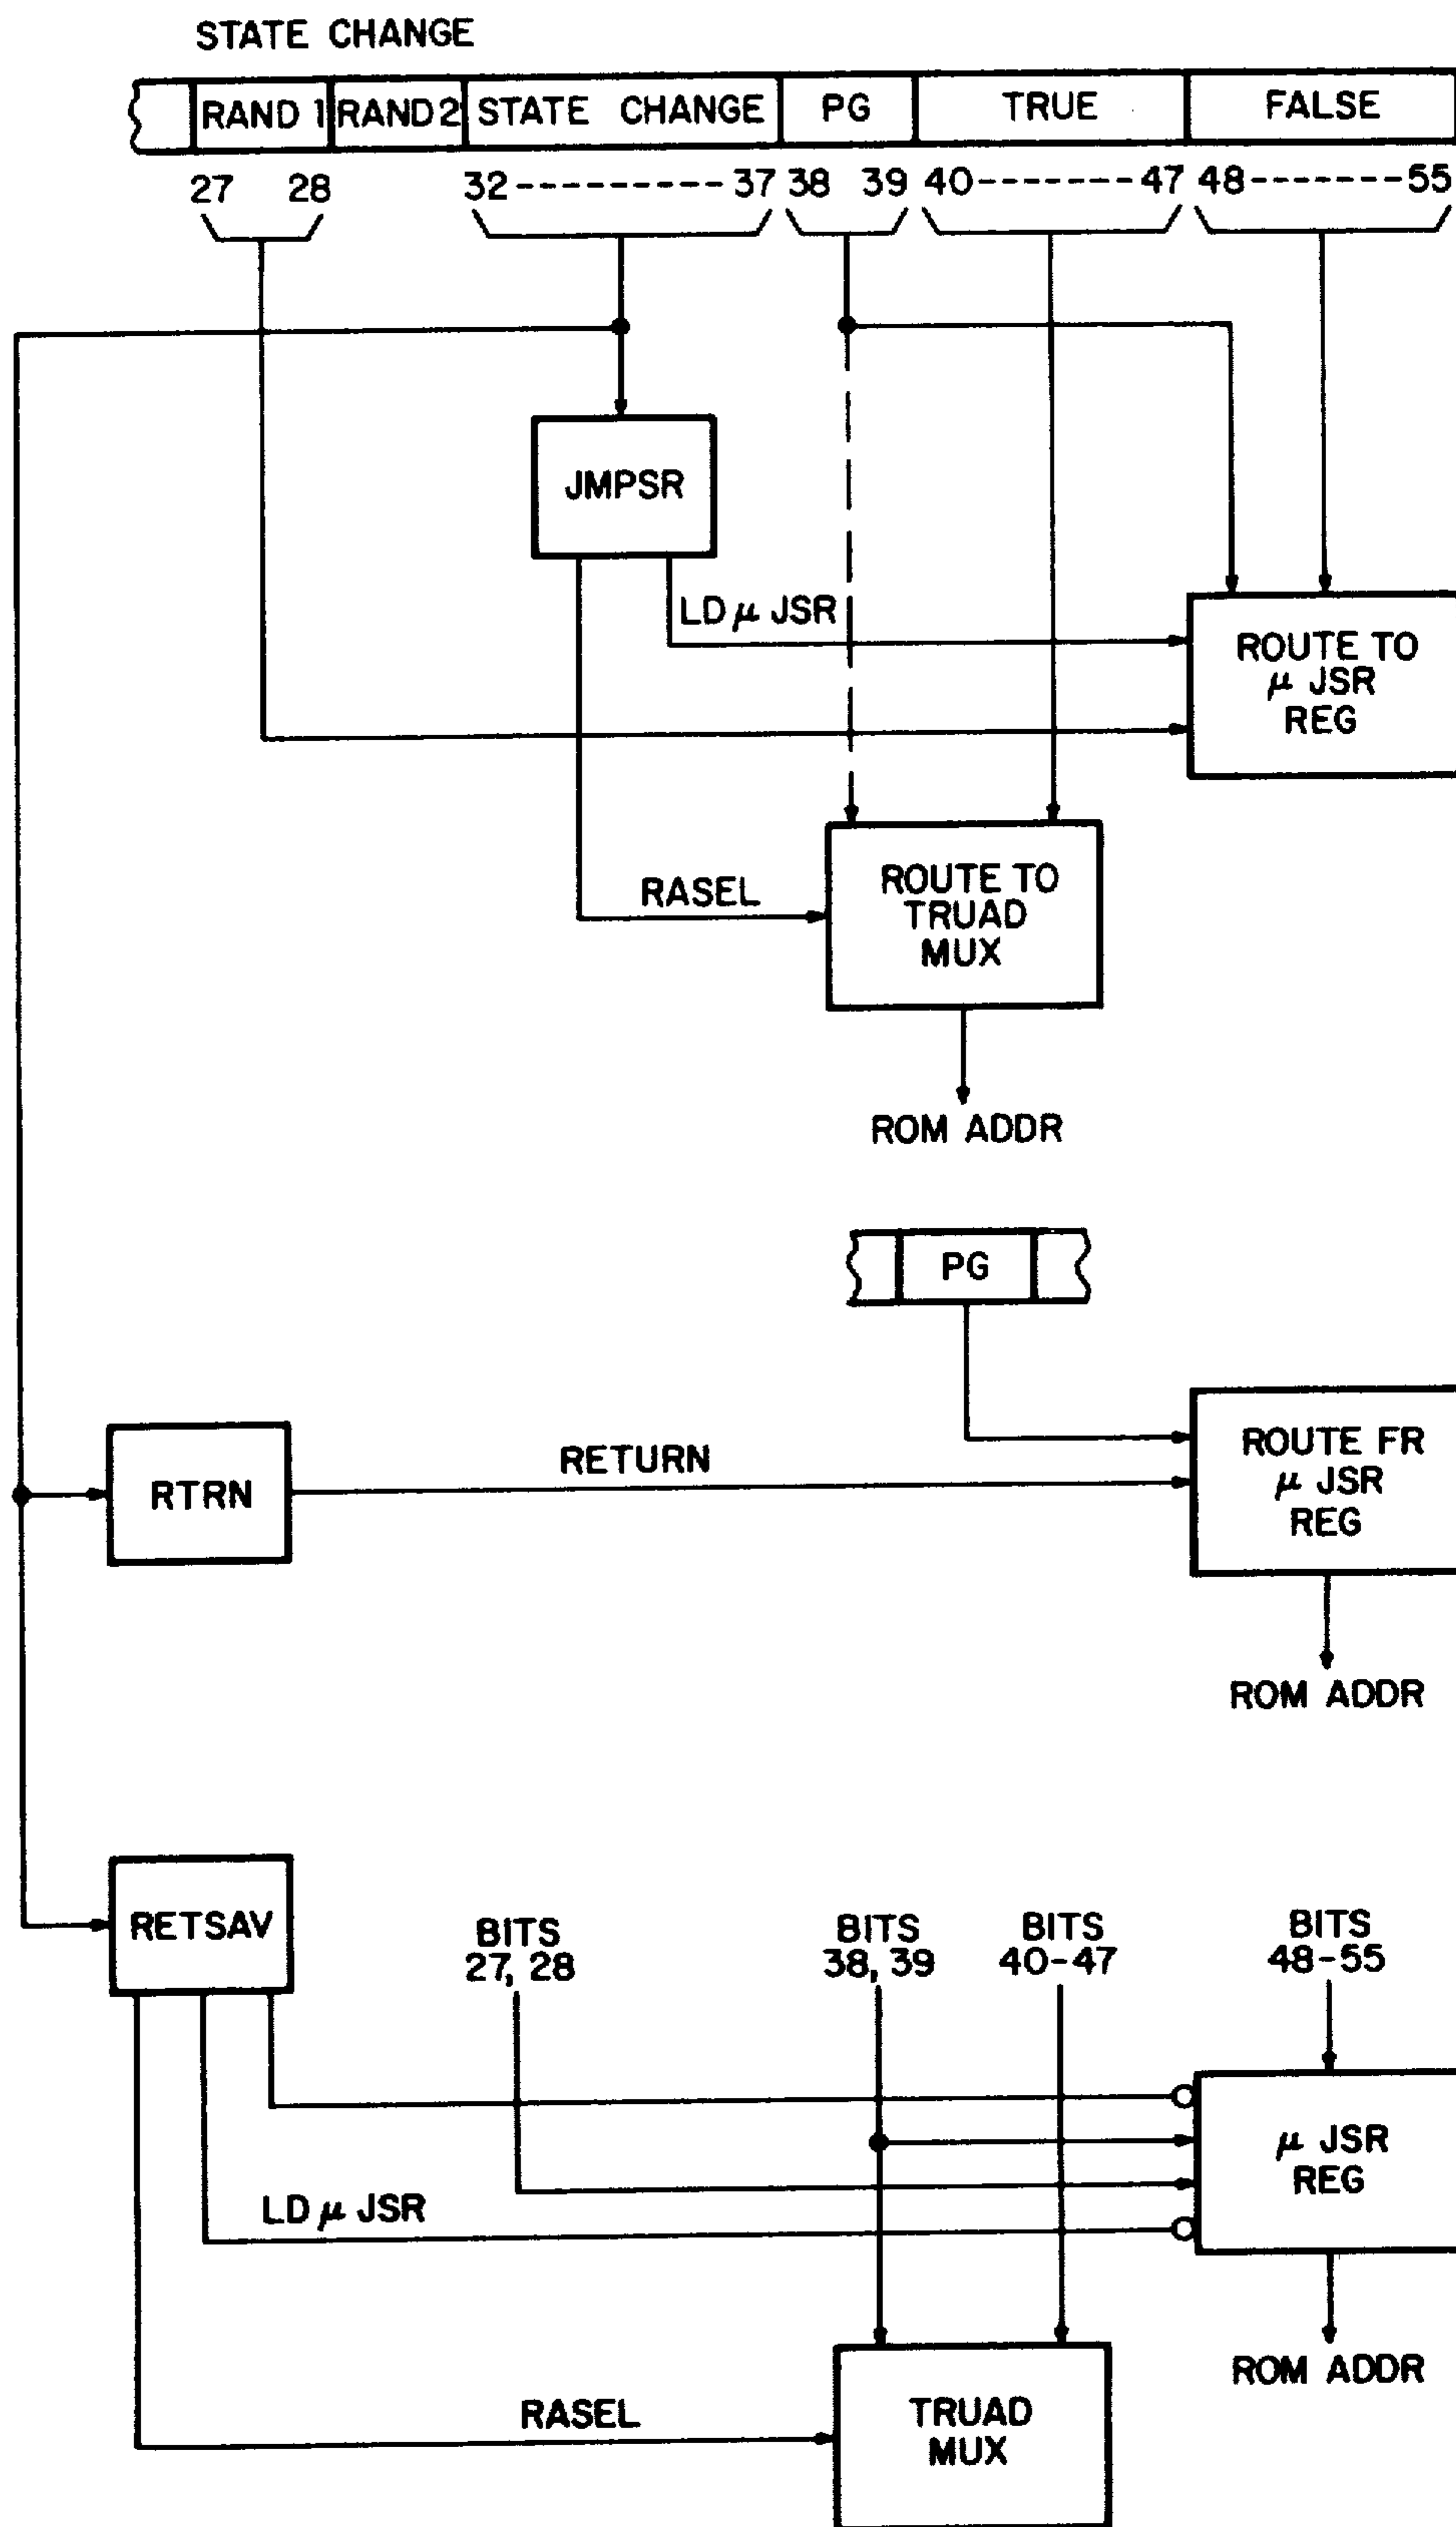 STATE CHANGE
RAND 1 RAND 2 STATE CHANGE PG TRUE FALSE
27 28 32---------37 38 39 40-------47 48-------55
JMPSR
LD μ JSR
ROUTE TO
μ JSR
REG
RASEL
ROUTE TO
TRUAD
MUX
ROM ADDR
PG
RTRN
RETURN
ROUTE FR
μ JSR
REG
ROM ADDR
RETSAV
BITS
27, 28
BITS
38, 39
BITS
40-47
BITS
48-55
μ JSR
REG
LD μ JSR
ROM ADDR
RASEL
TRUAD
MUX